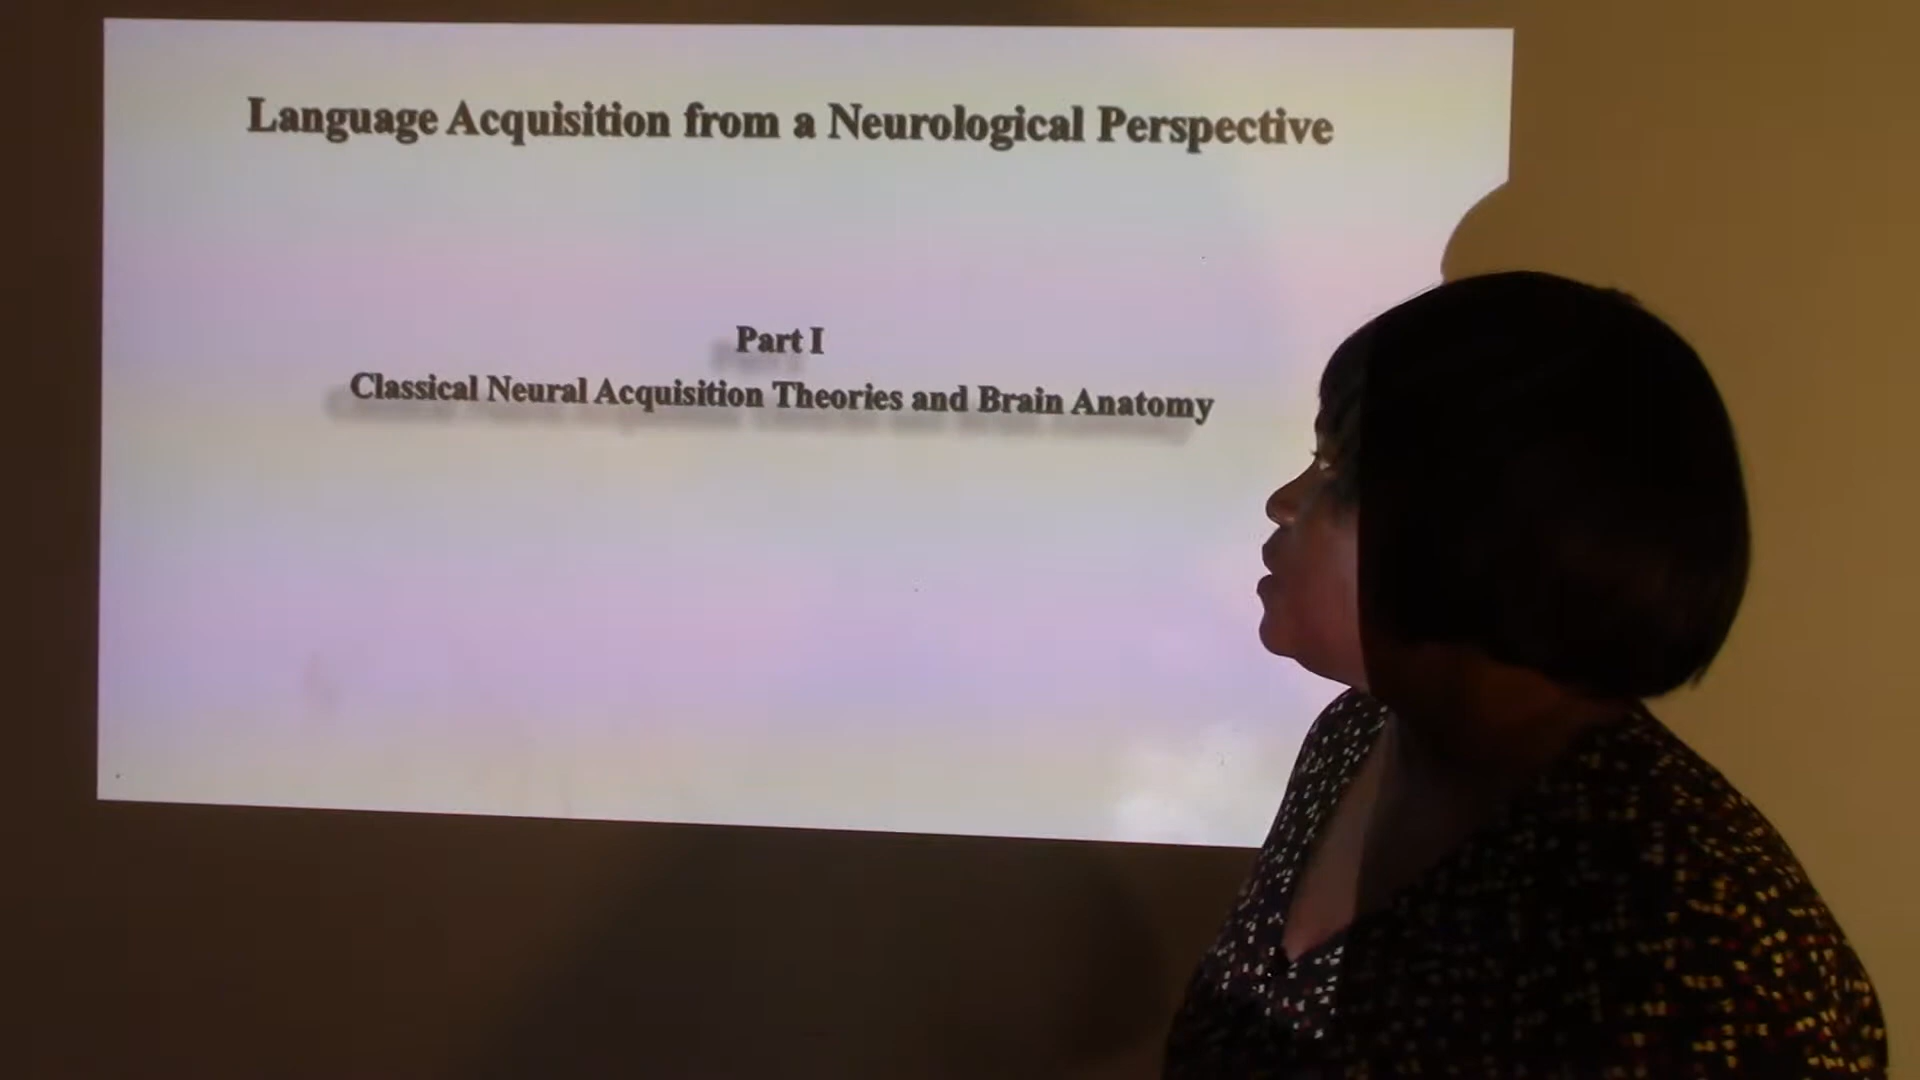 Language Acquisition from a Neurological Perspective
Part I
Classical Neural Acquisition Theories and Brain Anatomy